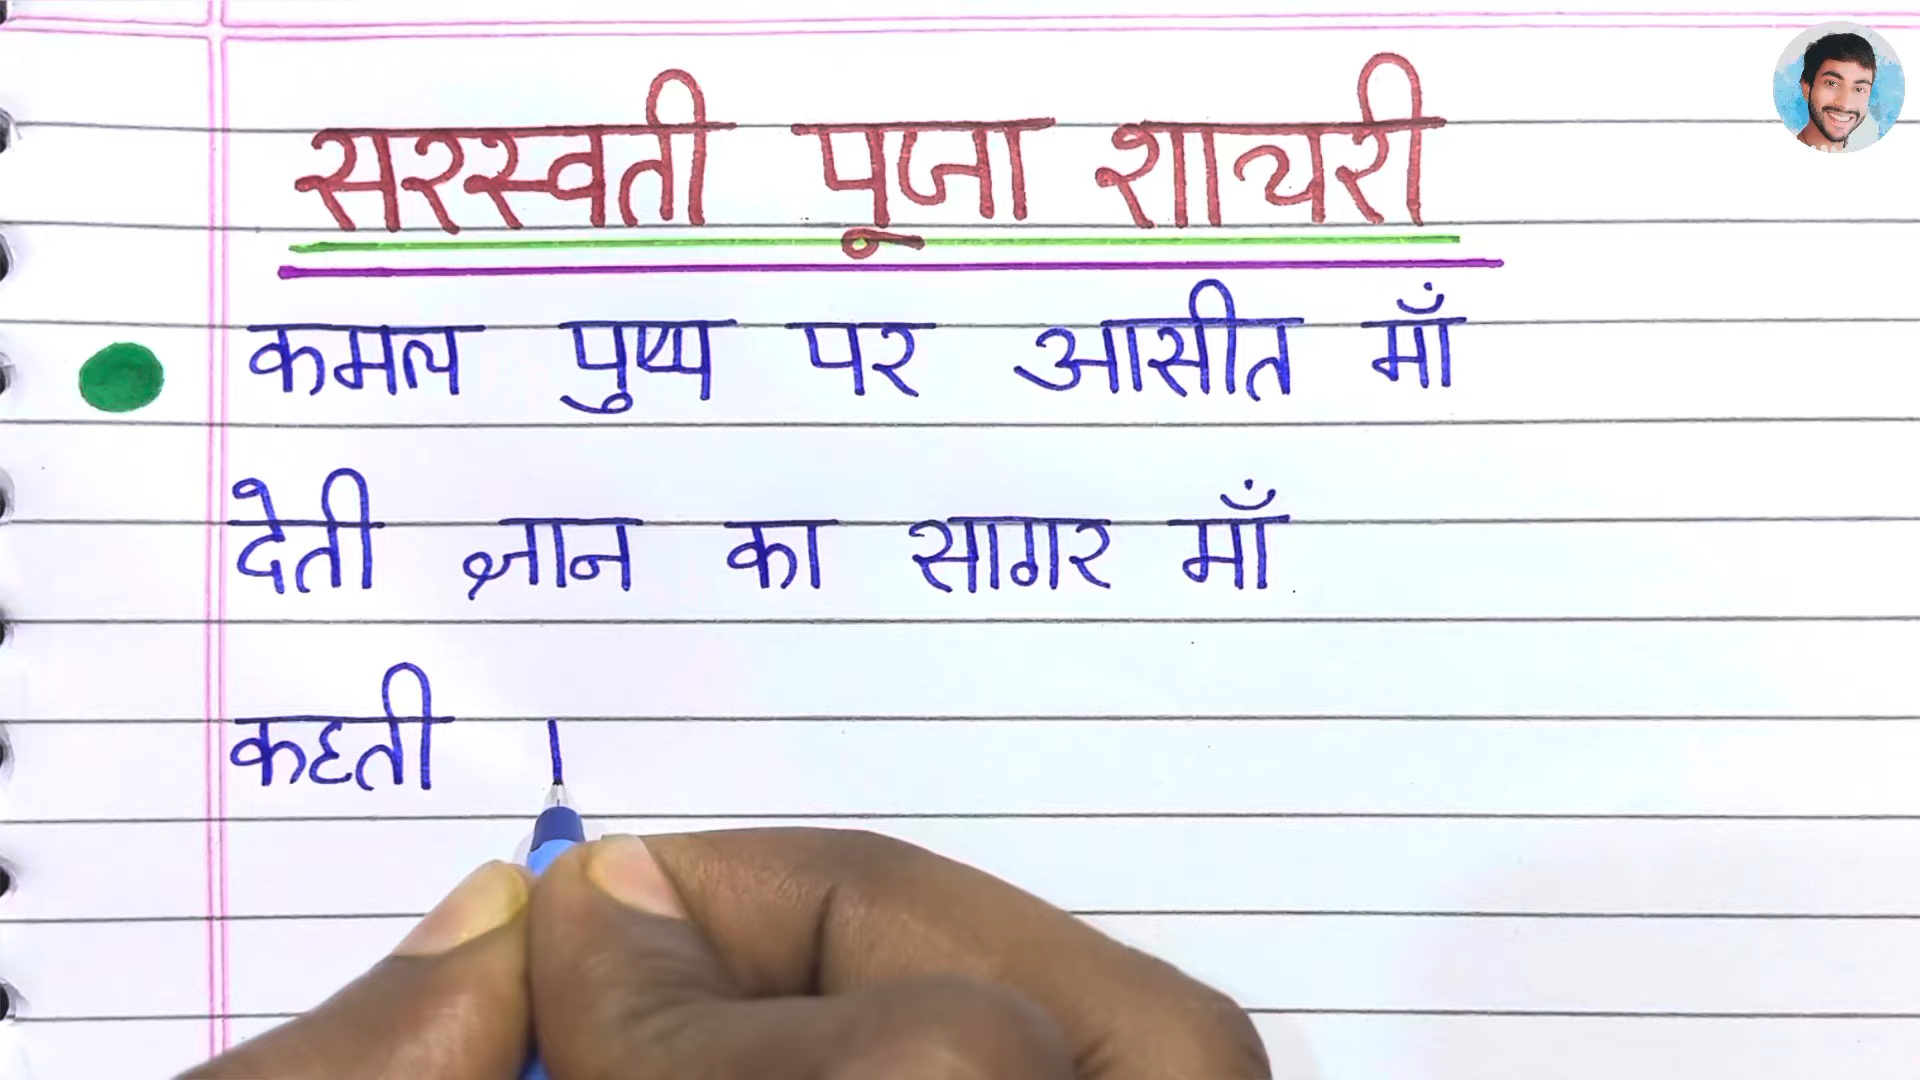 सरस्वती पूजा शायरी
कमल पुष्प पर आसीत माँ
देती ज्ञान का सागर माँ
कहती